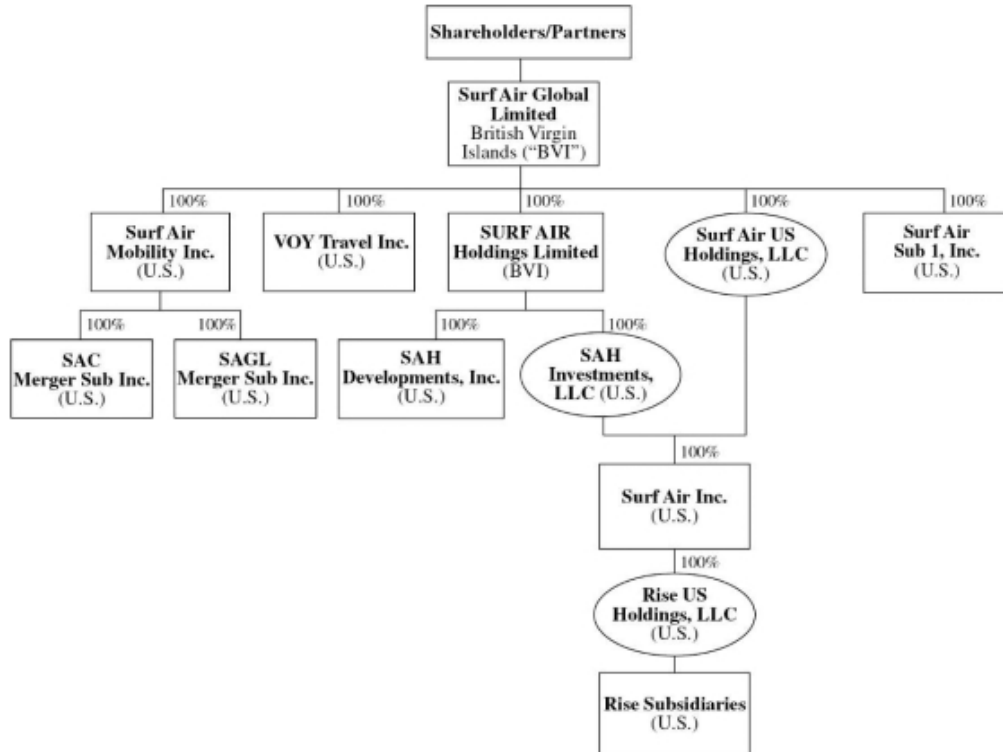 Shareholders/Partners
Surf Air Global
Limited
British Virgin
Islands (“BVI”)
100%
100%
100%
100%
100%
Surf Air
Mobility Inc.
(U.S.)
VOY Travel Inc.
(U.S.)
SURF AIR
Holdings Limited
(BVI)
Surf Air US
Holdings, LLC
(U.S.)
Surf Air
Sub 1, Inc.
(U.S.)
100%
100%
100%
100%
SAC
Merger Sub Inc.
(U.S.)
SAGL
Merger Sub Inc.
(U.S.)
SAH
Developments, Inc.
(U.S.)
SAH
Investments,
LLC (U.S.)
100%
Surf Air Inc.
(U.S.)
100%
Rise US
Holdings, LLC
(U.S.)
Rise Subsidiaries
(U.S.)